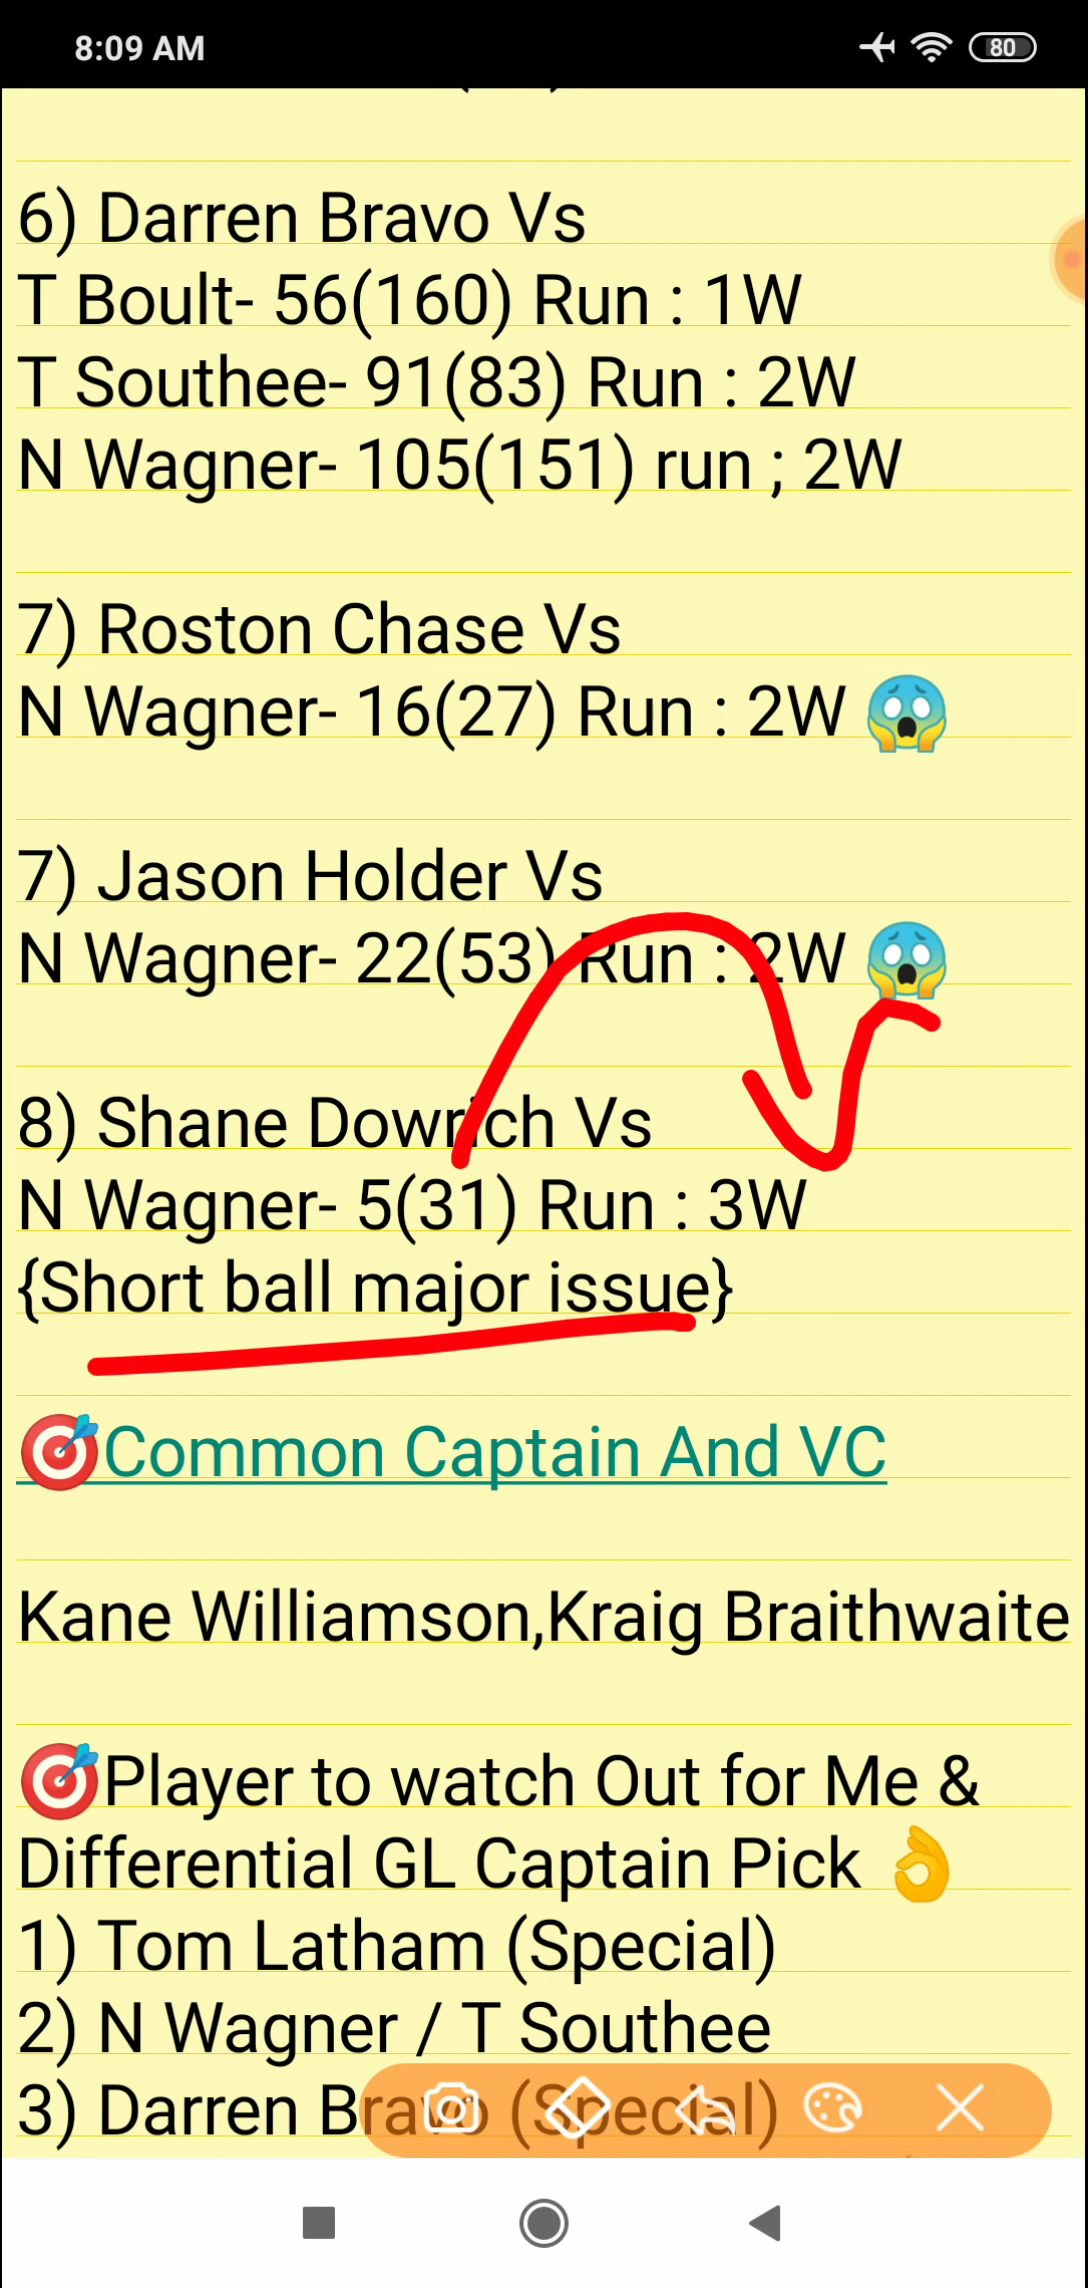 8:09 AM
80
6) Darren Bravo Vs
T Boult- 56(160) Run : 1W
T Southee- 91(83) Run : 2W
N Wagner- 105(151) run ; 2W
7) Roston Chase Vs
N Wagner- 16(27) Run : 2W 😱
7) Jason Holder Vs
N Wagner- 22(53) Run : 2W 😱
8) Shane Dowrich Vs
N Wagner- 5(31) Run : 3W
{Short ball major issue}
🎯Common Captain And VC
Kane Williamson,Kraig Braithwaite
🎯Player to watch Out for Me &
Differential GL Captain Pick 👌
1) Tom Latham (Special)
2) N Wagner / T Southee
3) Darren Bravo (Special)